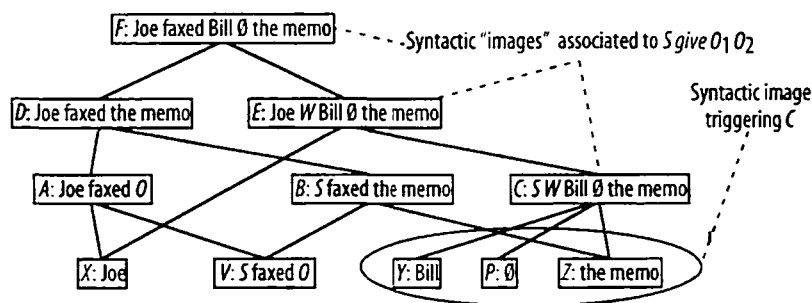 F: Joe faxed Bill Ø the memo
Syntactic "images" associated to S give O1 O2
D: Joe faxed the memo
E: Joe W Bill Ø the memo
Syntactic image
triggering C
A: Joe faxed O
B: S faxed the memo
C: S W Bill Ø the memo
X: Joe
V: S faxed O
Y: Bill
P: Ø
Z: the memo